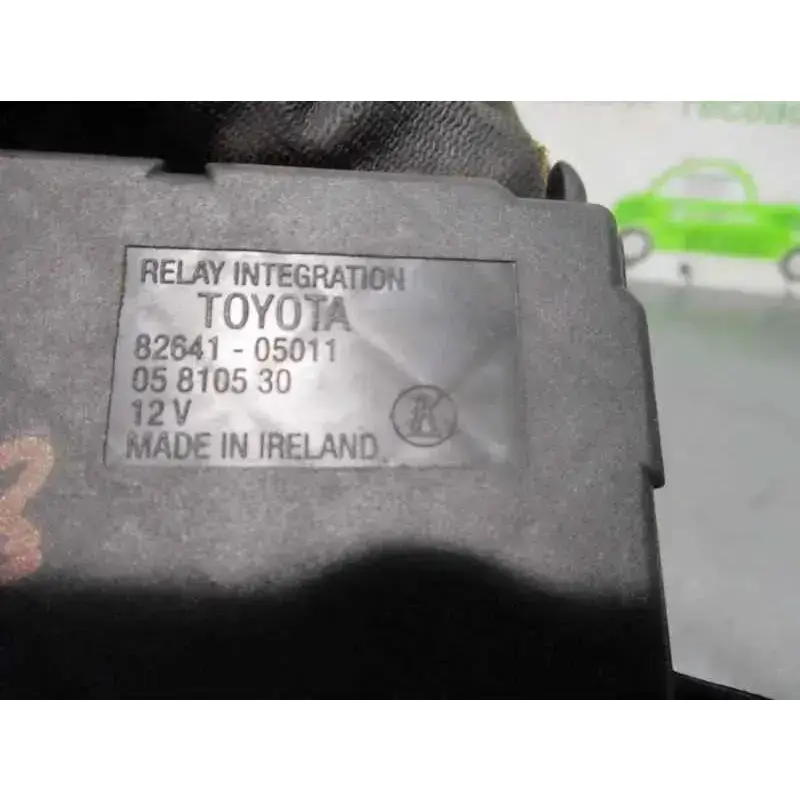 RELAY INTEGRATION
TOYOTA
82641 - 05011
05 8105 30
12 V
MADE IN IRELAND
K